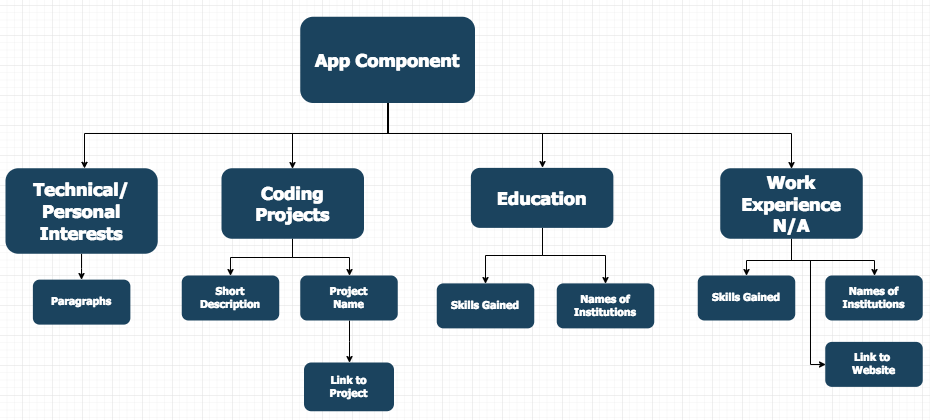 App Component
Technical/
Personal
Interests
Coding
Projects
Education
Work
Experience
N/A
Paragraphs
Short
Description
Project
Name
Link to
Project
Skills Gained
Names of
Institutions
Skills Gained
Names of
Institutions
Link to
Website